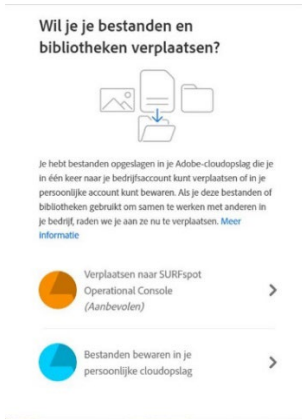 Wil je je bestanden en
bibliotheken verplaatsen?
Je hebt bestanden opgeslagen in je Adobe-cloudopslag die je
in één keer naar je bedrijfsaccount kunt verplaatsen of in je
persoonlijke account kunt bewaren. Als je deze bestanden of
bibliotheken gebruikt om samen te werken met anderen in
je bedrijf, raden we je aan ze nu te verplaatsen. Meer
informatie
Verplaatsen naar SURFspot
Operational Console
(Aanbevolen)
Bestanden bewaren in je
persoonlijke cloudopslag